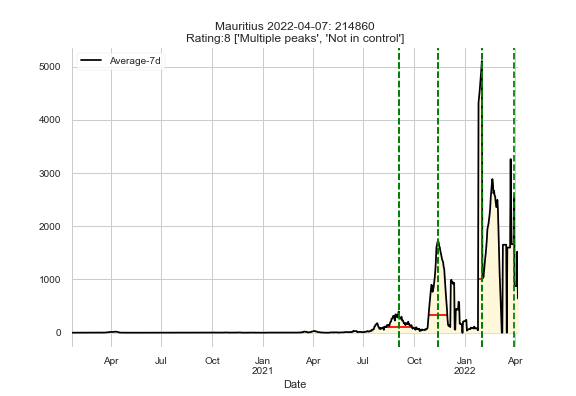 Mauritius 2022-04-07: 214860
Rating:8 ['Multiple peaks', 'Not in control']
Average-7d
5000
4000
3000
2000
1000
0
Apr Jul Oct Jan Apr Jul Oct Jan Apr
2021 2022
Date